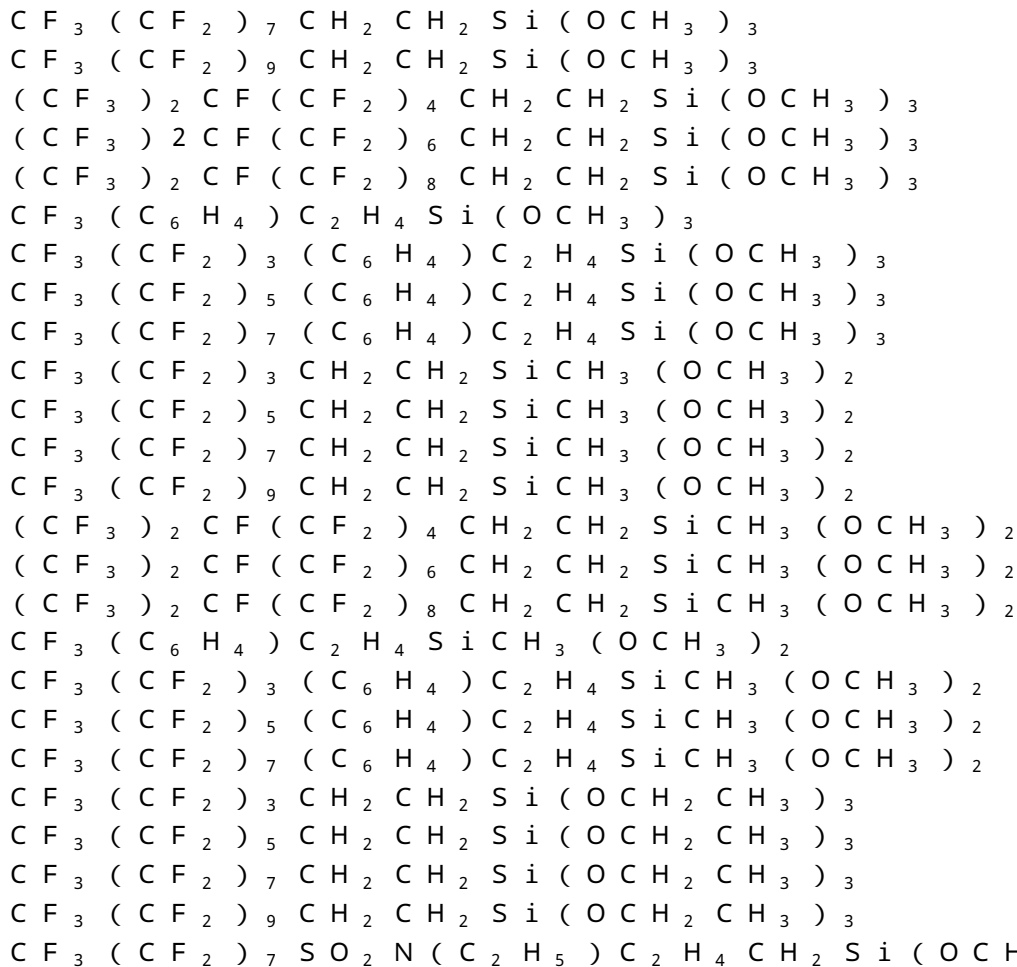 CF₃(CF₂)₇CH₂CH₂Si(OCH₃)₃
CF₃(CF₂)₉CH₂CH₂Si(OCH₃)₃
(CF₃)₂CF(CF₂)₄CH₂CH₂Si(OCH₃)₃
(CF₃)2CF(CF₂)₆CH₂CH₂Si(OCH₃)₃
(CF₃)₂CF(CF₂)₈CH₂CH₂Si(OCH₃)₃
CF₃(C₆H₄)C₂H₄Si(OCH₃)₃
CF₃(CF₂)₃(C₆H₄)C₂H₄Si(OCH₃)₃
CF₃(CF₂)₅(C₆H₄)C₂H₄Si(OCH₃)₃
CF₃(CF₂)₇(C₆H₄)C₂H₄Si(OCH₃)₃
CF₃(CF₂)₃CH₂CH₂SiCH₃(OCH₃)₂
CF₃(CF₂)₅CH₂CH₂SiCH₃(OCH₃)₂
CF₃(CF₂)₇CH₂CH₂SiCH₃(OCH₃)₂
CF₃(CF₂)₉CH₂CH₂SiCH₃(OCH₃)₂
(CF₃)₂CF(CF₂)₄CH₂CH₂SiCH₃(OCH₃)₂
(CF₃)₂CF(CF₂)₆CH₂CH₂SiCH₃(OCH₃)₂
(CF₃)₂CF(CF₂)₈CH₂CH₂SiCH₃(OCH₃)₂
CF₃(C₆H₄)C₂H₄SiCH₃(OCH₃)₂
CF₃(CF₂)₃(C₆H₄)C₂H₄SiCH₃(OCH₃)₂
CF₃(CF₂)₅(C₆H₄)C₂H₄SiCH₃(OCH₃)₂
CF₃(CF₂)₇(C₆H₄)C₂H₄SiCH₃(OCH₃)₂
CF₃(CF₂)₃CH₂CH₂Si(OCH₂CH₃)₃
CF₃(CF₂)₅CH₂CH₂Si(OCH₂CH₃)₃
CF₃(CF₂)₇CH₂CH₂Si(OCH₂CH₃)₃
CF₃(CF₂)₉CH₂CH₂Si(OCH₂CH₃)₃
CF₃(CF₂)₇SO₂N(C₂H₅)C₂H₄CH₂Si(OCH